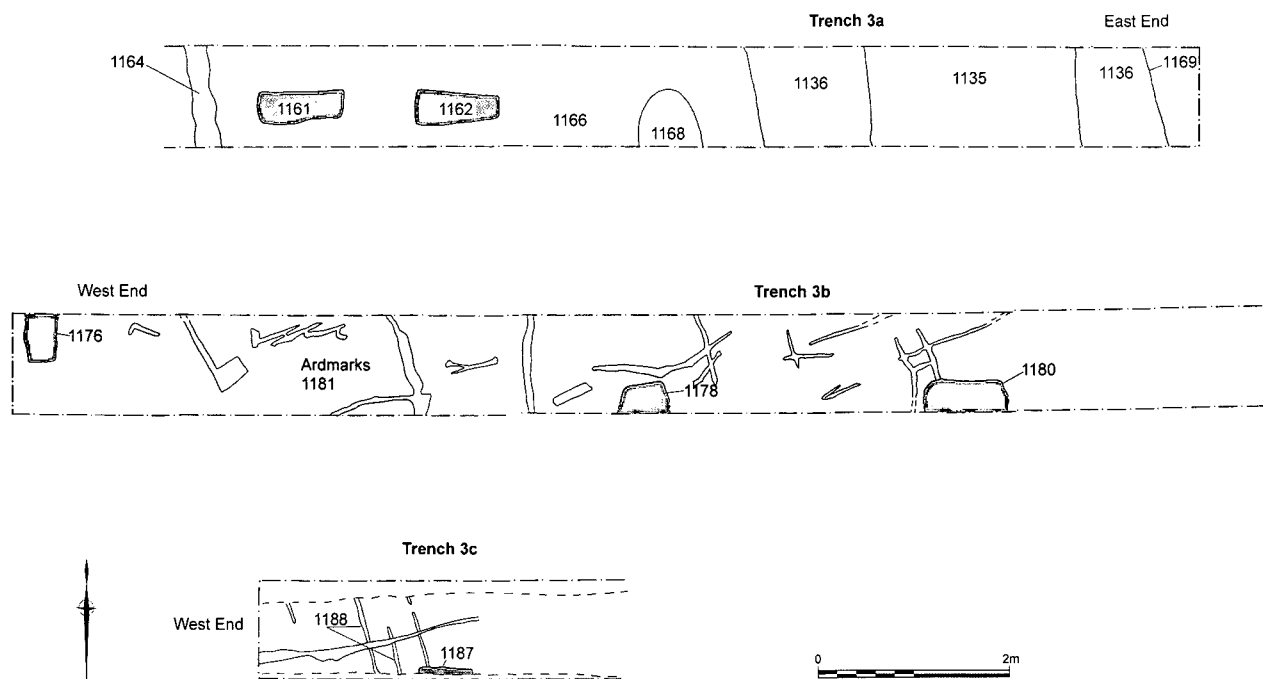 Trench 3a
East End
1164
1161
1162
1166
1168
1136
1135
1136
1169
West End
Trench 3b
1176
Ardmarks
1181
1178
1180
Trench 3c
West End
1188
1187
0
2m